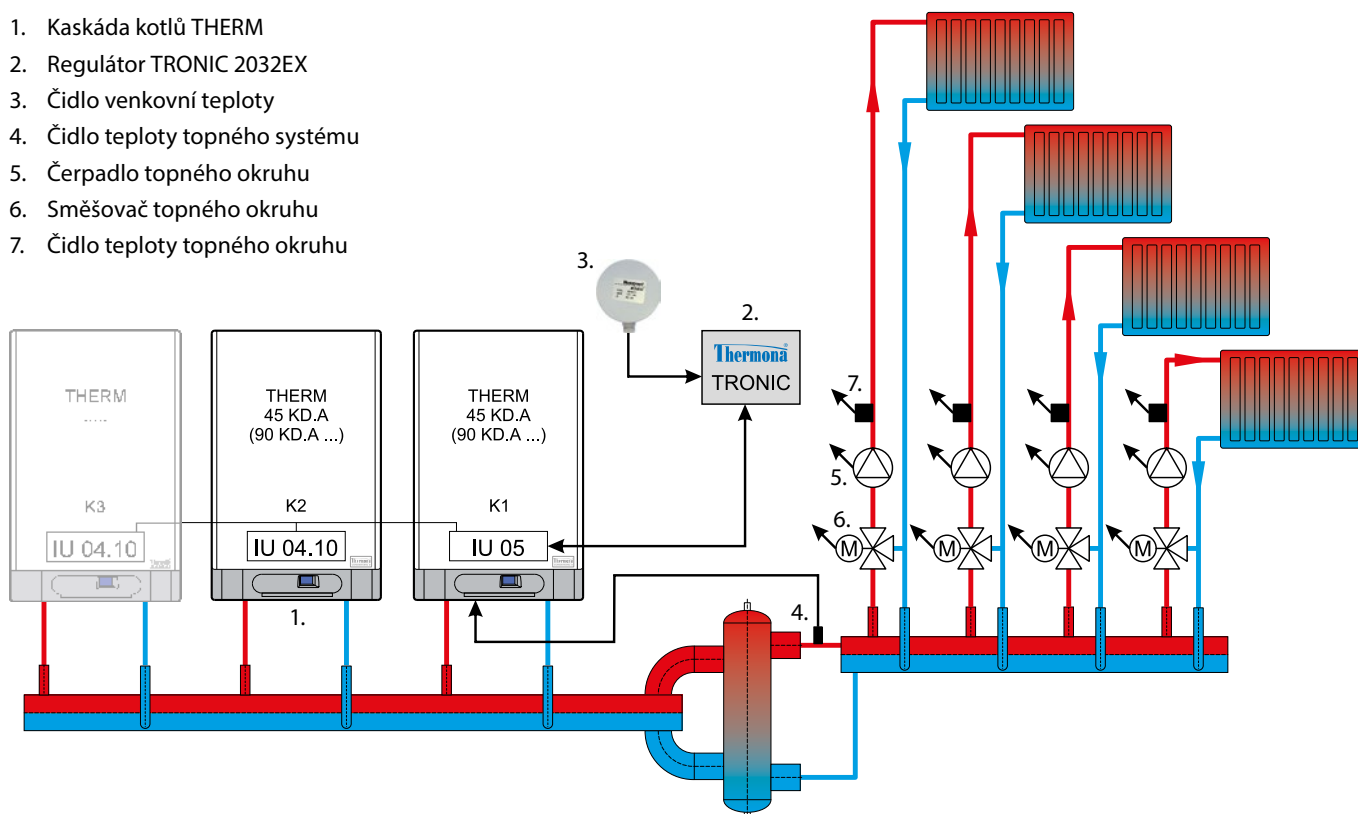 1. Kaskáda kotlů THERM
2. Regulátor TRONIC 2032EX
3. Čidlo venkovní teploty
4. Čidlo teploty topného systému
5. Čerpadlo topného okruhu
6. Směšovač topného okruhu
7. Čidlo teploty topného okruhu
3.
2.
Thermona®
TRONIC
THERM
K3
IU 04.10
THERM
45 KD.A
(90 KD.A ...)
K2
IU 04.10
Thermona
THERM
45 KD.A
(90 KD.A ...)
K1
IU 05
Thermona
1.
4.
7.
5.
6.
M
M
M
M